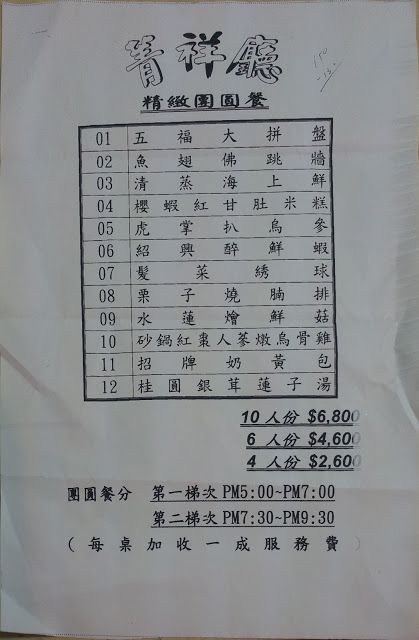 箐祥廳
精緻團圓餐
01 五福大拼盤
02 魚翅佛跳牆
03 清蒸海上鮮
04 櫻蝦紅甘肚米糕
05 虎掌扒烏參
06 紹興醉鮮蝦
07 髮菜綉球
08 栗子燒腩排
09 水蓮燴鮮菇
10 砂鍋紅棗人蔘燉烏骨雞
11 招牌奶黃包
12 桂圓銀茸蓮子湯
10 人份 $6,800
6 人份 $4,600
4 人份 $2,600
團圓餐分 第一梯次 PM5:00~PM7:00
第二梯次 PM7:30~PM9:30
(每桌加收一成服務費)